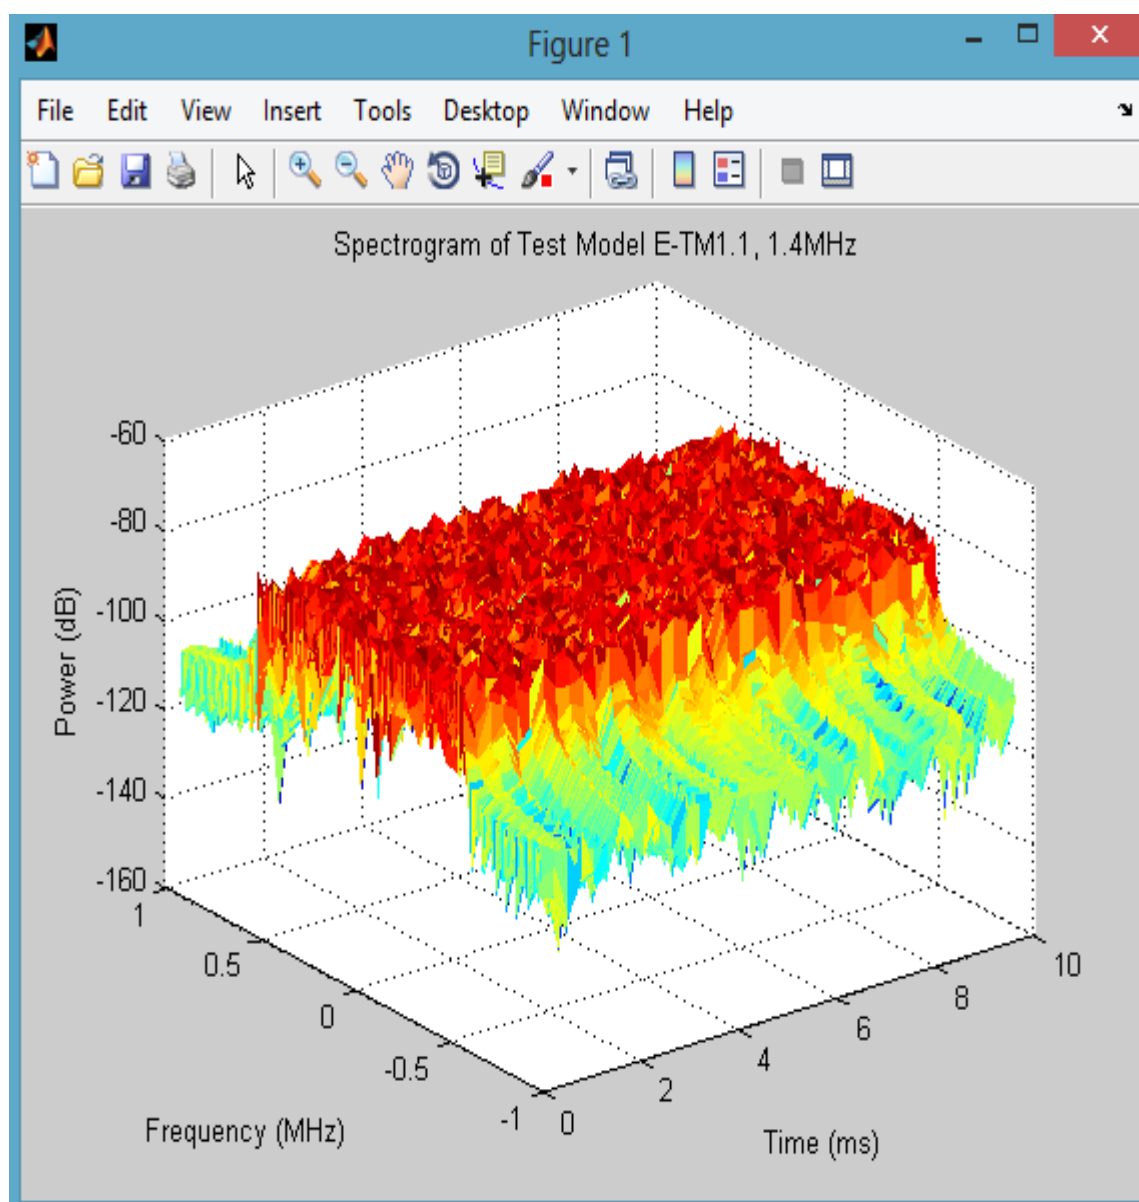 Figure 1
File Edit View Insert Tools Desktop Window Help
Spectrogram of Test Model E-TM1.1, 1.4MHz
-60
-80
-100
-120
-140
-160
Power (dB)
1
0.5
0
-0.5
-1
Frequency (MHz)
0
2
4
6
8
10
Time (ms)